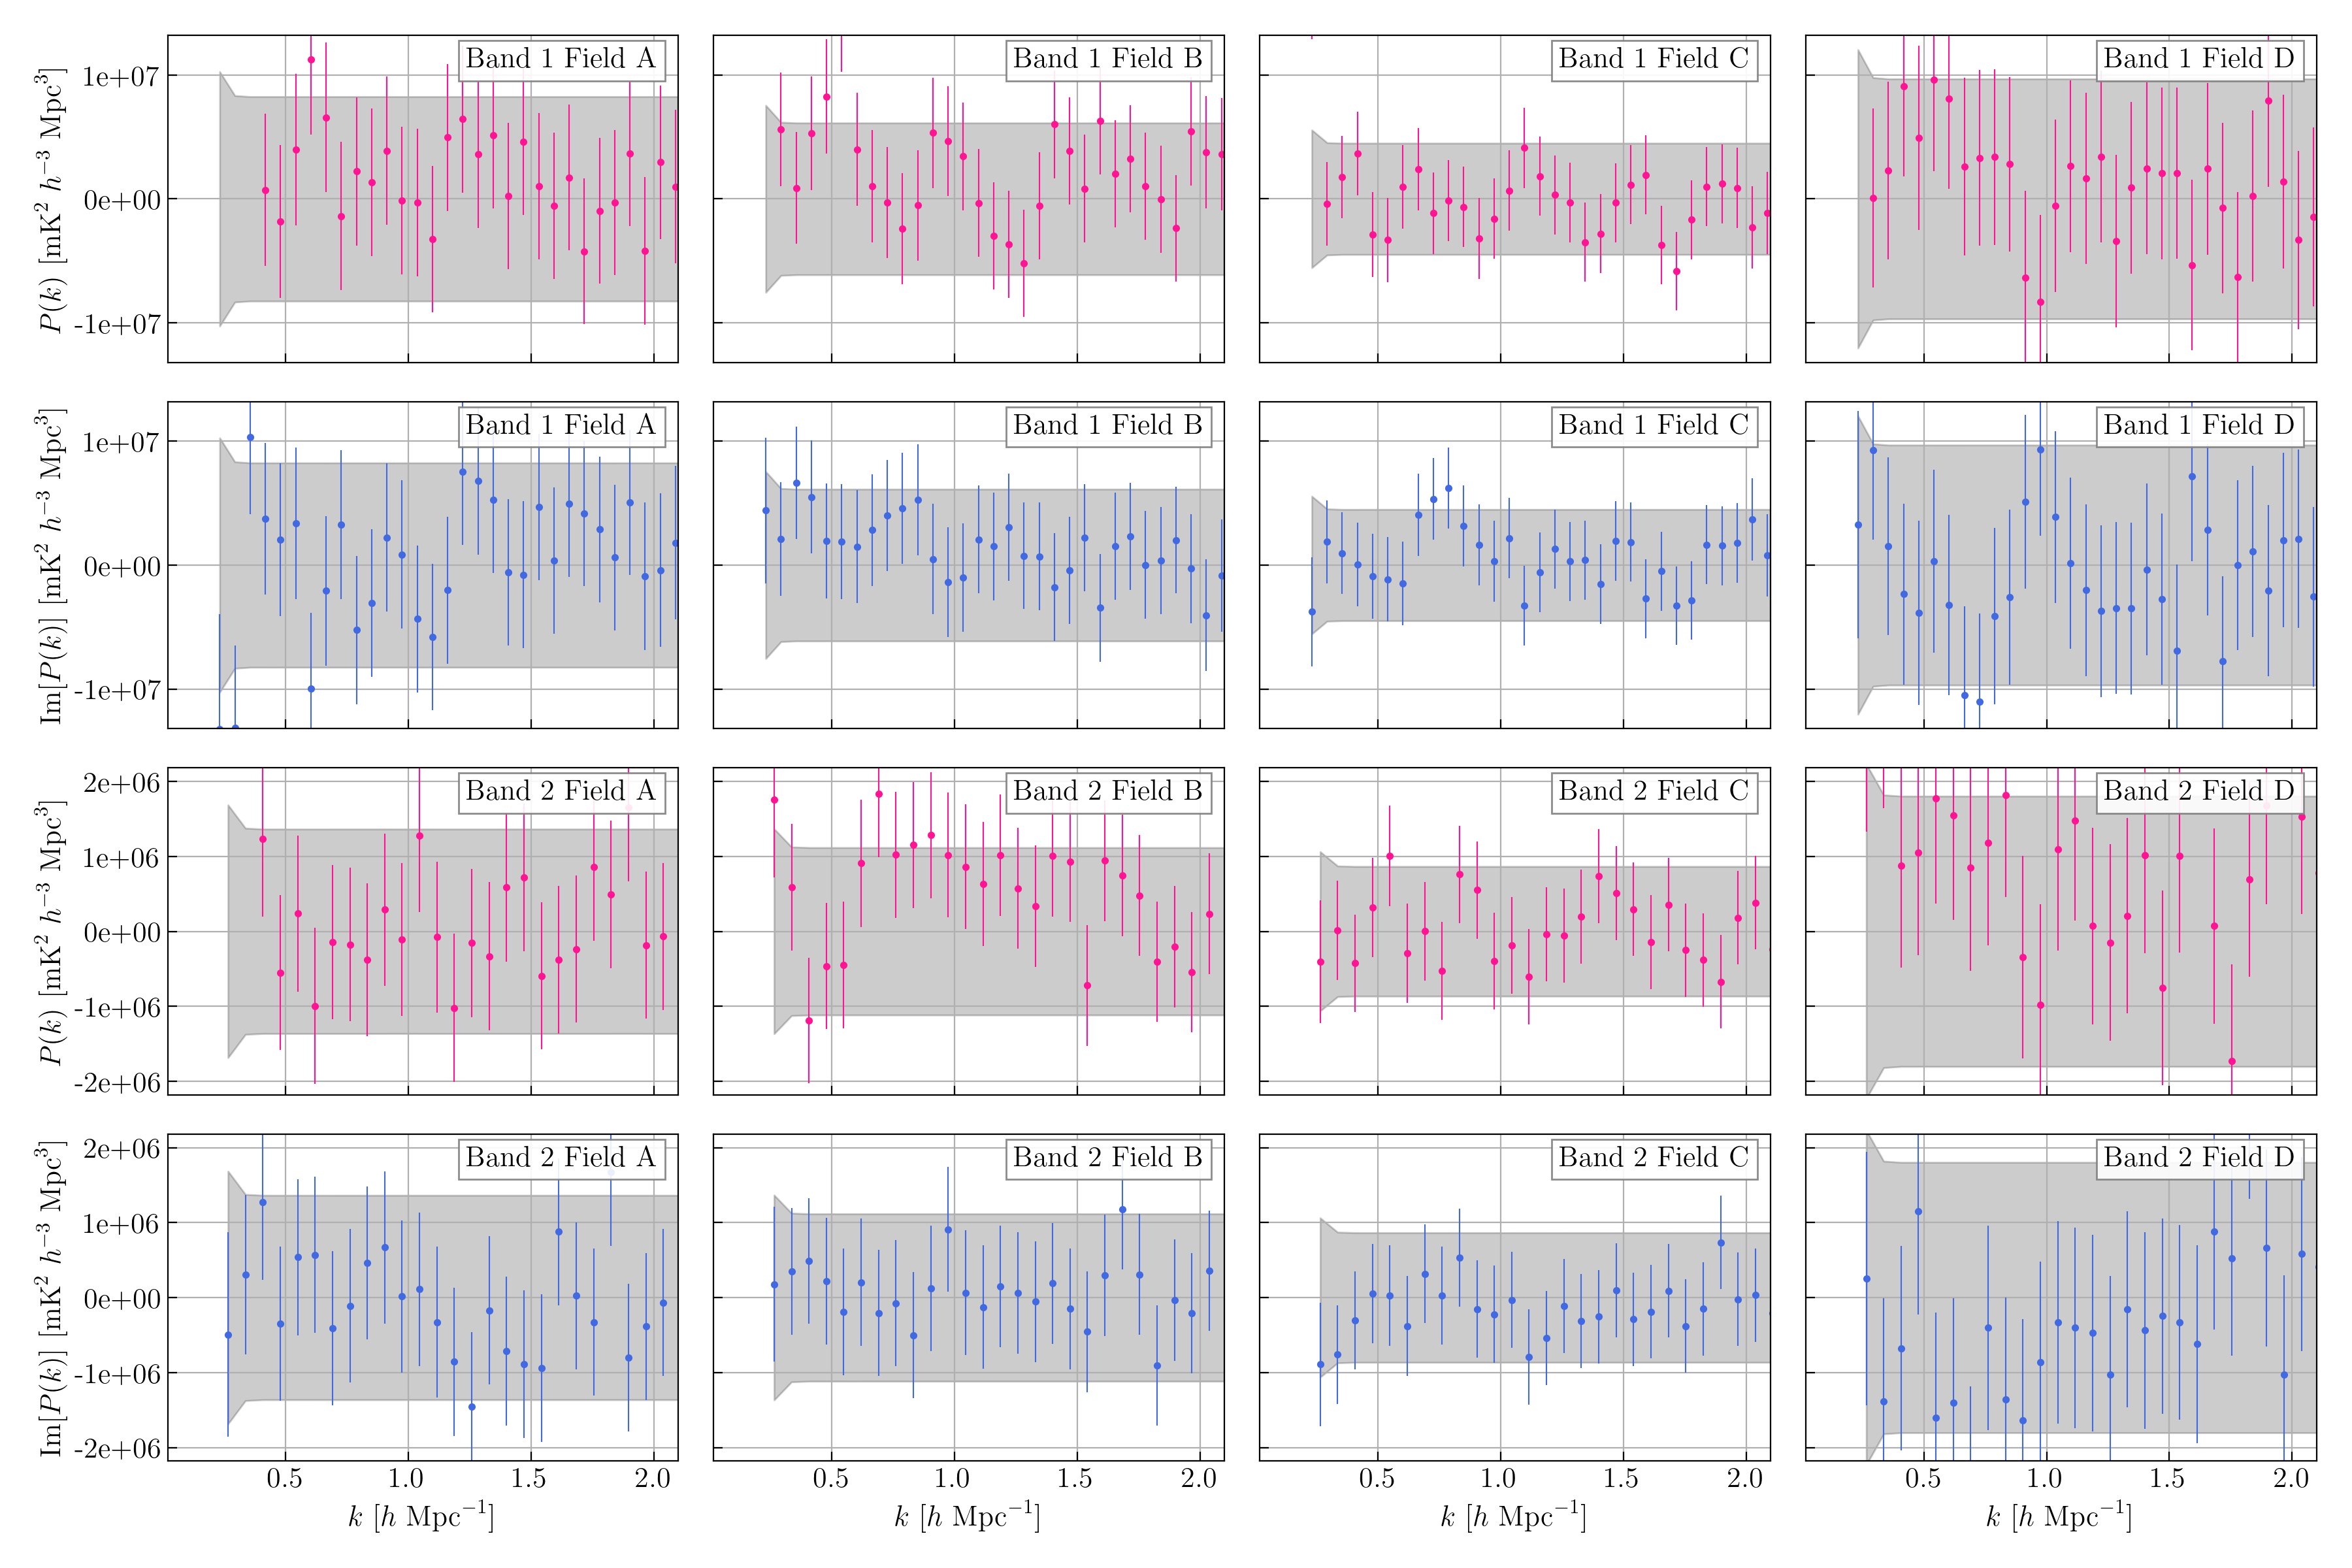 Band 1 Field A
Band 1 Field B
Band 1 Field C
Band 1 Field D
P(k) [mK² h⁻³ Mpc³]
1e+07
0e+00
-1e+07
Band 1 Field A
Band 1 Field B
Band 1 Field C
Band 1 Field D
Im[P(k)] [mK² h⁻³ Mpc³]
1e+07
0e+00
-1e+07
Band 2 Field A
Band 2 Field B
Band 2 Field C
Band 2 Field D
P(k) [mK² h⁻³ Mpc³]
2e+06
1e+06
0e+00
-1e+06
-2e+06
Band 2 Field A
Band 2 Field B
Band 2 Field C
Band 2 Field D
Im[P(k)] [mK² h⁻³ Mpc³]
2e+06
1e+06
0e+00
-1e+06
-2e+06
0.5 1.0 1.5 2.0
0.5 1.0 1.5 2.0
0.5 1.0 1.5 2.0
0.5 1.0 1.5 2.0
k [h Mpc⁻¹]
k [h Mpc⁻¹]
k [h Mpc⁻¹]
k [h Mpc⁻¹]